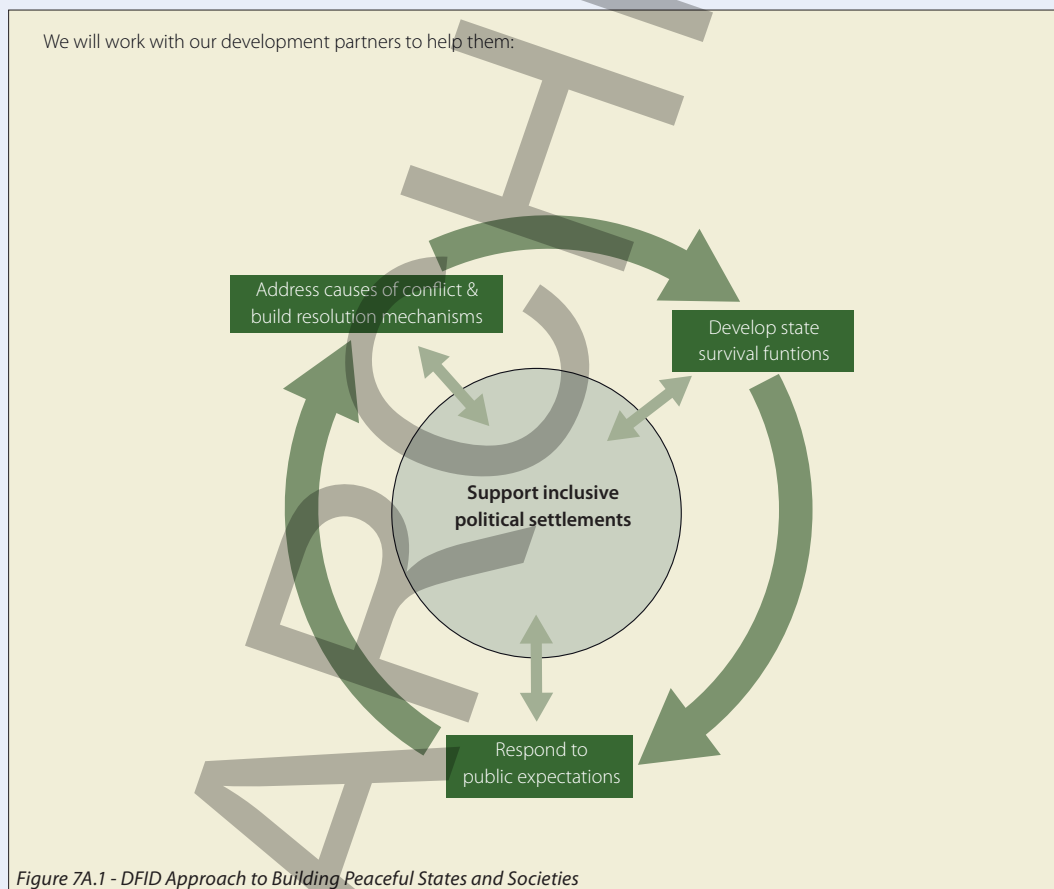 We will work with our development partners to help them:
Address causes of conflict &
build resolution mechanisms
Develop state
survival funtions
Support inclusive
political settlements
Respond to
public expectations
Figure 7A.1 - DFID Approach to Building Peaceful States and Societies
ARCHI